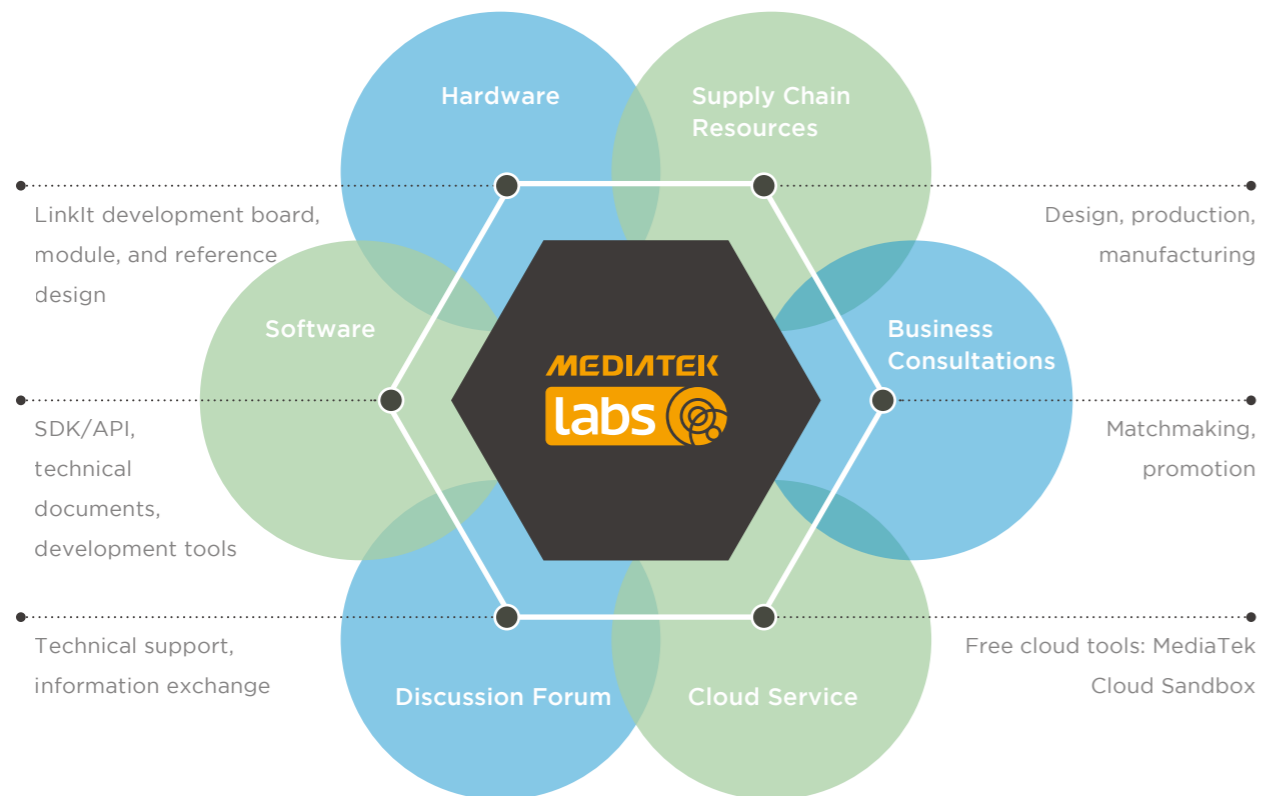 Hardware
Supply Chain
Resources
LinkIt development board,
module, and reference
design
Design, production,
manufacturing
Software
Business
Consultations
MEDIATEK
labs
SDK/API,
technical
documents,
development tools
Matchmaking,
promotion
Technical support,
information exchange
Free cloud tools: MediaTek
Cloud Sandbox
Discussion Forum
Cloud Service